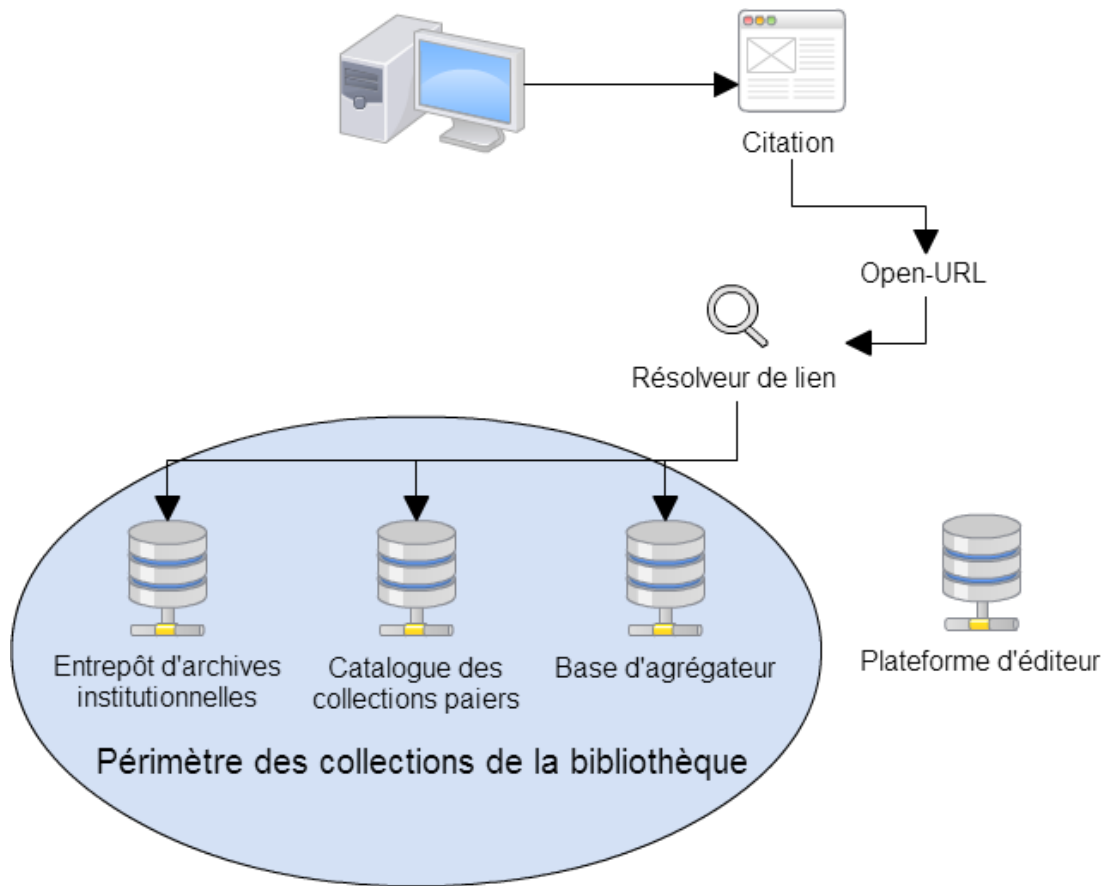 Citation
Open-URL
Résolveur de lien
Entrepôt d'archives
institutionnelles
Catalogue des
collections paiers
Base d'agrégateur
Plateforme d'éditeur
Périmètre des collections de la bibliothèque